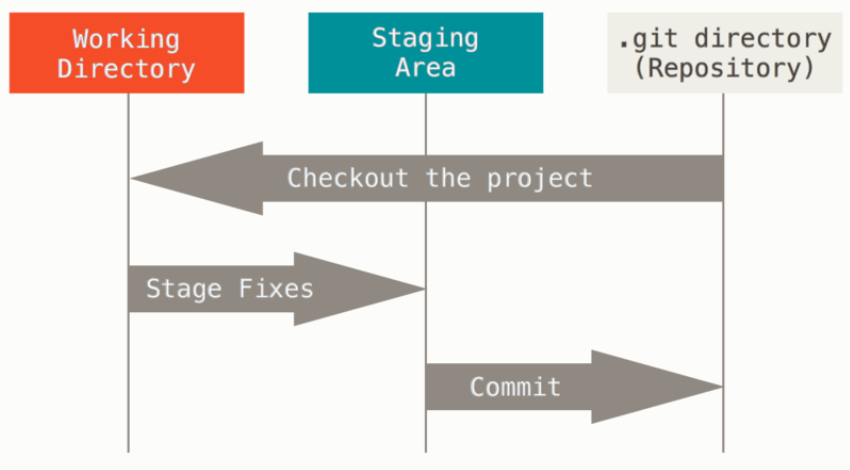 Working
Directory
Staging
Area
.git directory
(Repository)
Checkout the project
Stage Fixes
Commit